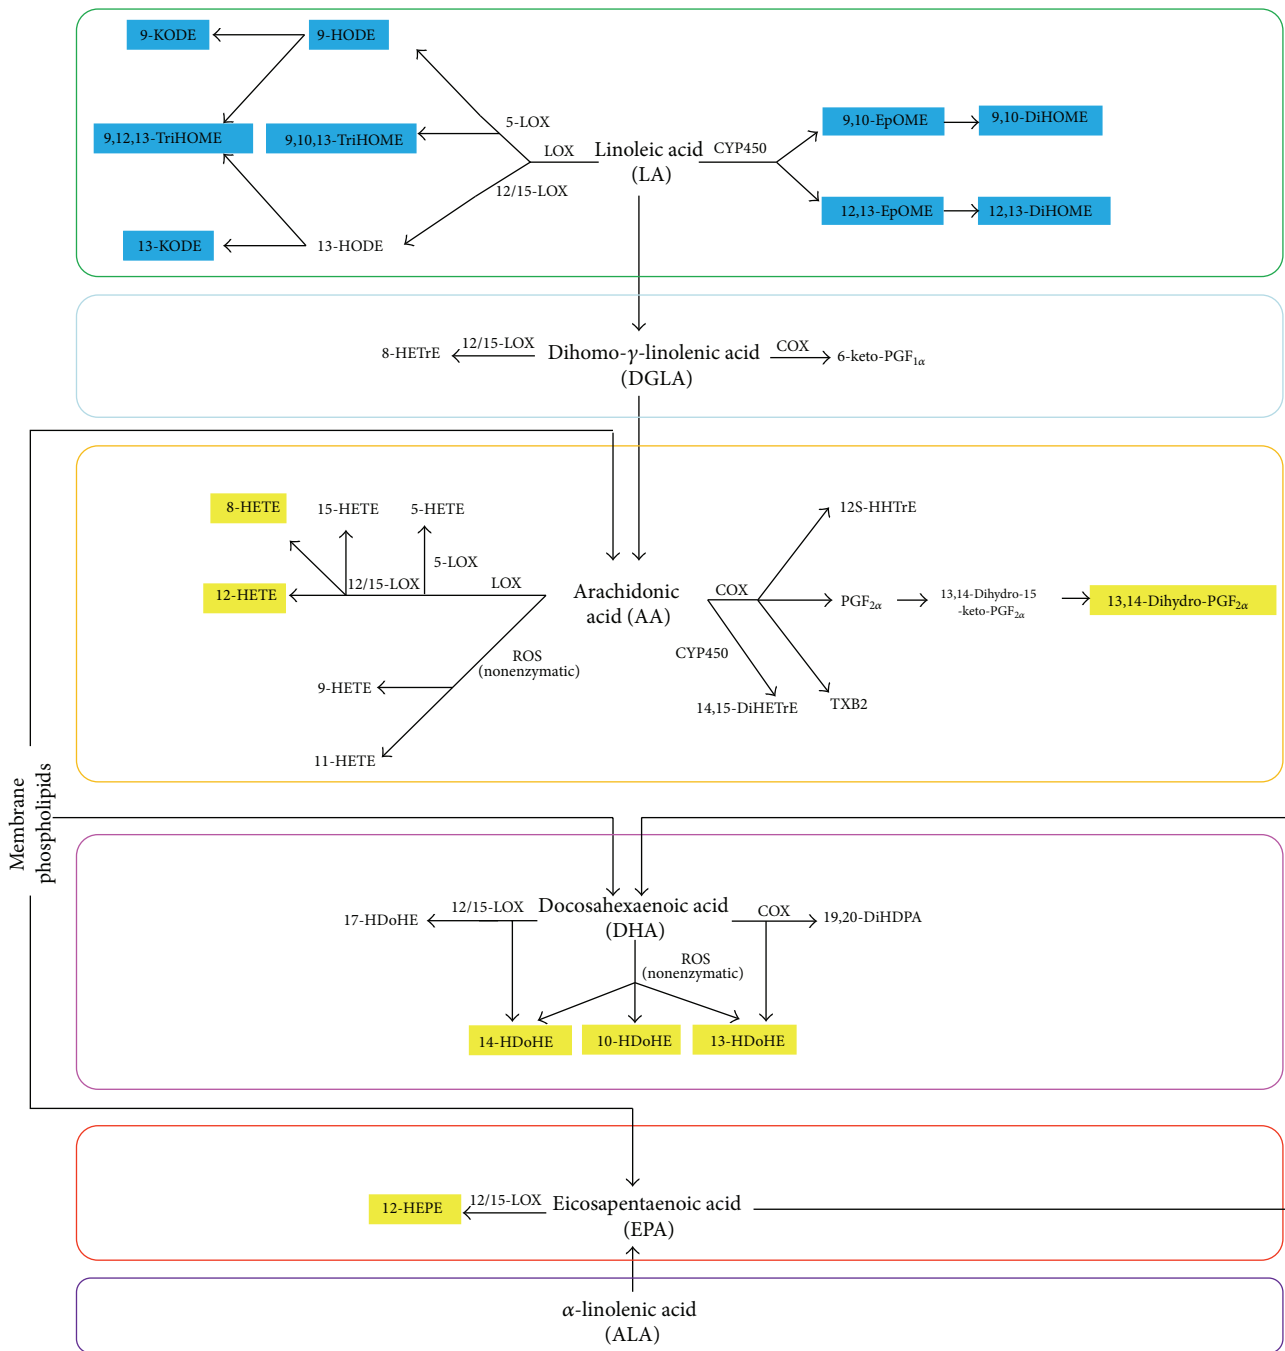 9-KODE
9-HODE
9,12,13-TriHOME
9,10,13-TriHOME
5-LOX
LOX
12/15-LOX
Linoleic acid
(LA)
CYP450
9,10-EpOME
9,10-DiHOME
12,13-EpOME
12,13-DiHOME
13-KODE
13-HODE
8-HETrE
12/15-LOX
Dihomo-γ-linolenic acid
(DGLA)
COX
6-keto-PGF1α
8-HETE
15-HETE
5-HETE
12S-HHTrE
5-LOX
12/15-LOX
LOX
12-HETE
Arachidonic
acid (AA)
COX
PGF2α
13,14-Dihydro-15
-keto-PGF2α
13,14-Dihydro-PGF2α
ROS
(nonenzymatic)
CYP450
9-HETE
14,15-DiHETrE
TXB2
11-HETE
Membrane
phospholipids
17-HDoHE
12/15-LOX
Docosahexaenoic acid
(DHA)
COX
19,20-DiHDPA
ROS
(nonenzymatic)
14-HDoHE
10-HDoHE
13-HDoHE
12-HEPE
12/15-LOX
Eicosapentaenoic acid
(EPA)
α-linolenic acid
(ALA)